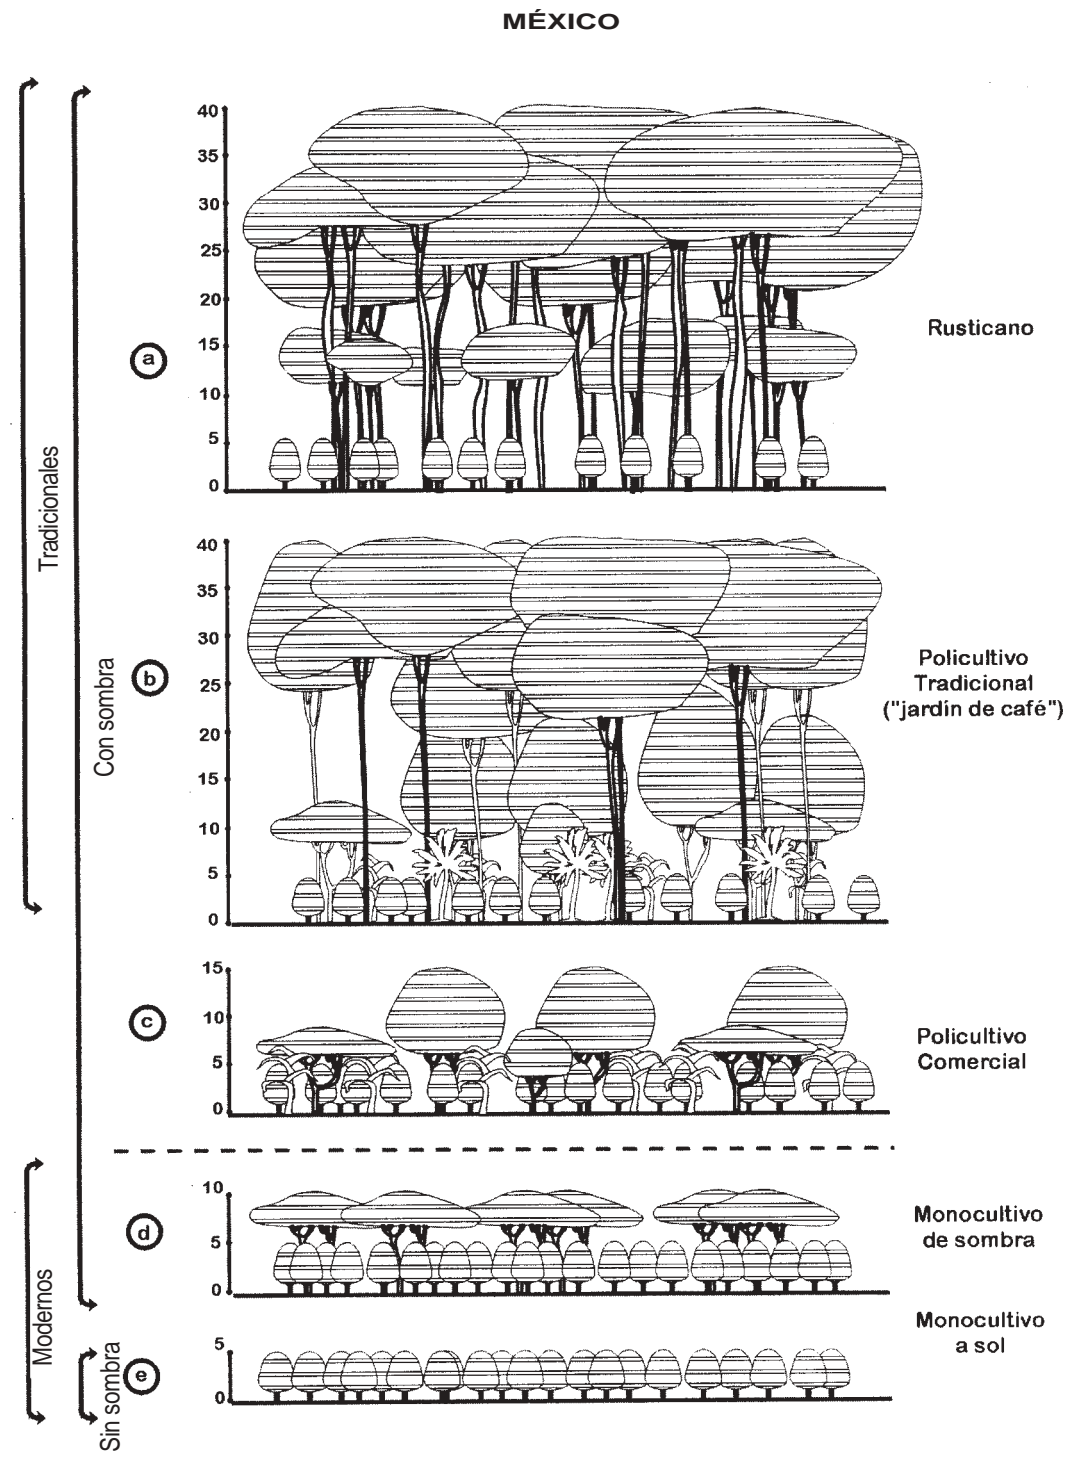 MÉXICO
Tradicionales
Con sombra
40
35
30
25
20
15
10
5
0
a
Rusticano
40
35
30
25
20
15
10
5
0
b
Policultivo
Tradicional
("jardín de café")
15
10
5
0
c
Policultivo
Comercial
Modernos
10
5
0
d
Monocultivo
de sombra
Sin sombra
5
0
e
Monocultivo
a sol